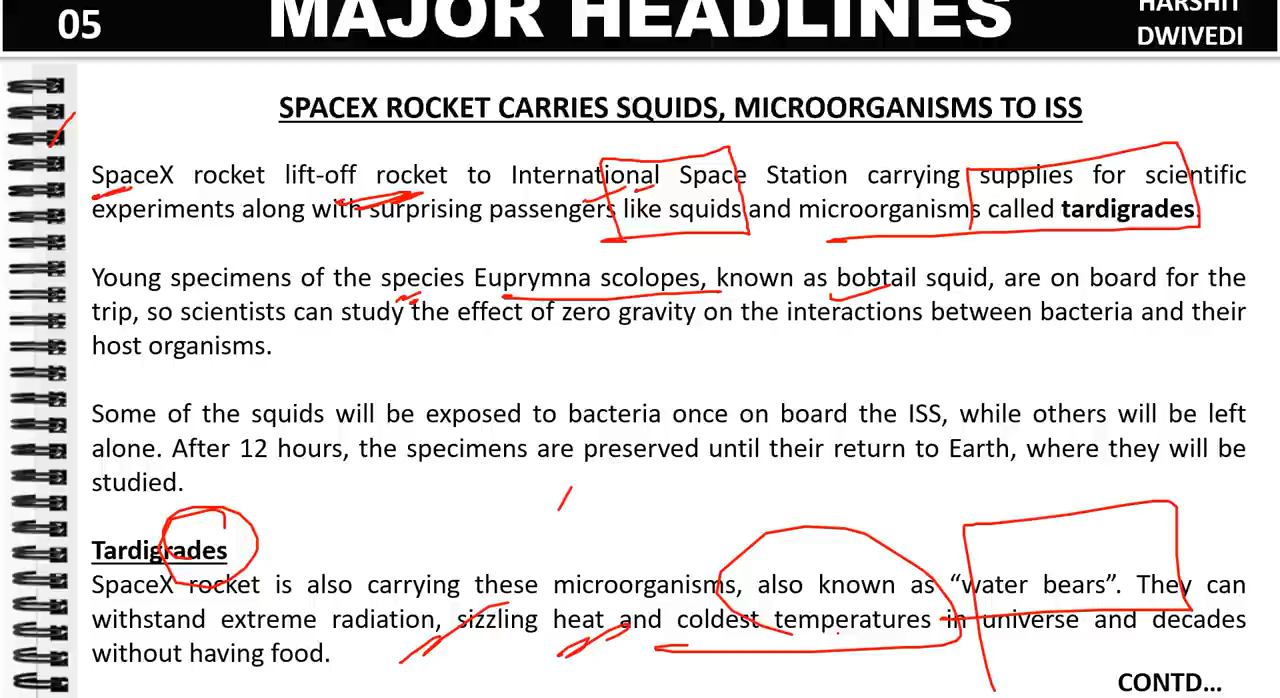 05
MAJOR HEADLINES
HARSHIT
DWIVEDI
SPACEX ROCKET CARRIES SQUIDS, MICROORGANISMS TO ISS
SpaceX rocket lift-off rocket to International Space Station carrying supplies for scientific
experiments along with surprising passengers like squids and microorganisms called tardigrades.
Young specimens of the species Euprymna scolopes, known as bobtail squid, are on board for the
trip, so scientists can study the effect of zero gravity on the interactions between bacteria and their
host organisms.
Some of the squids will be exposed to bacteria once on board the ISS, while others will be left
alone. After 12 hours, the specimens are preserved until their return to Earth, where they will be
studied.
Tardigrades
SpaceX rocket is also carrying these microorganisms, also known as “water bears”. They can
withstand extreme radiation, sizzling heat and coldest temperatures in universe and decades
without having food.
CONTD...